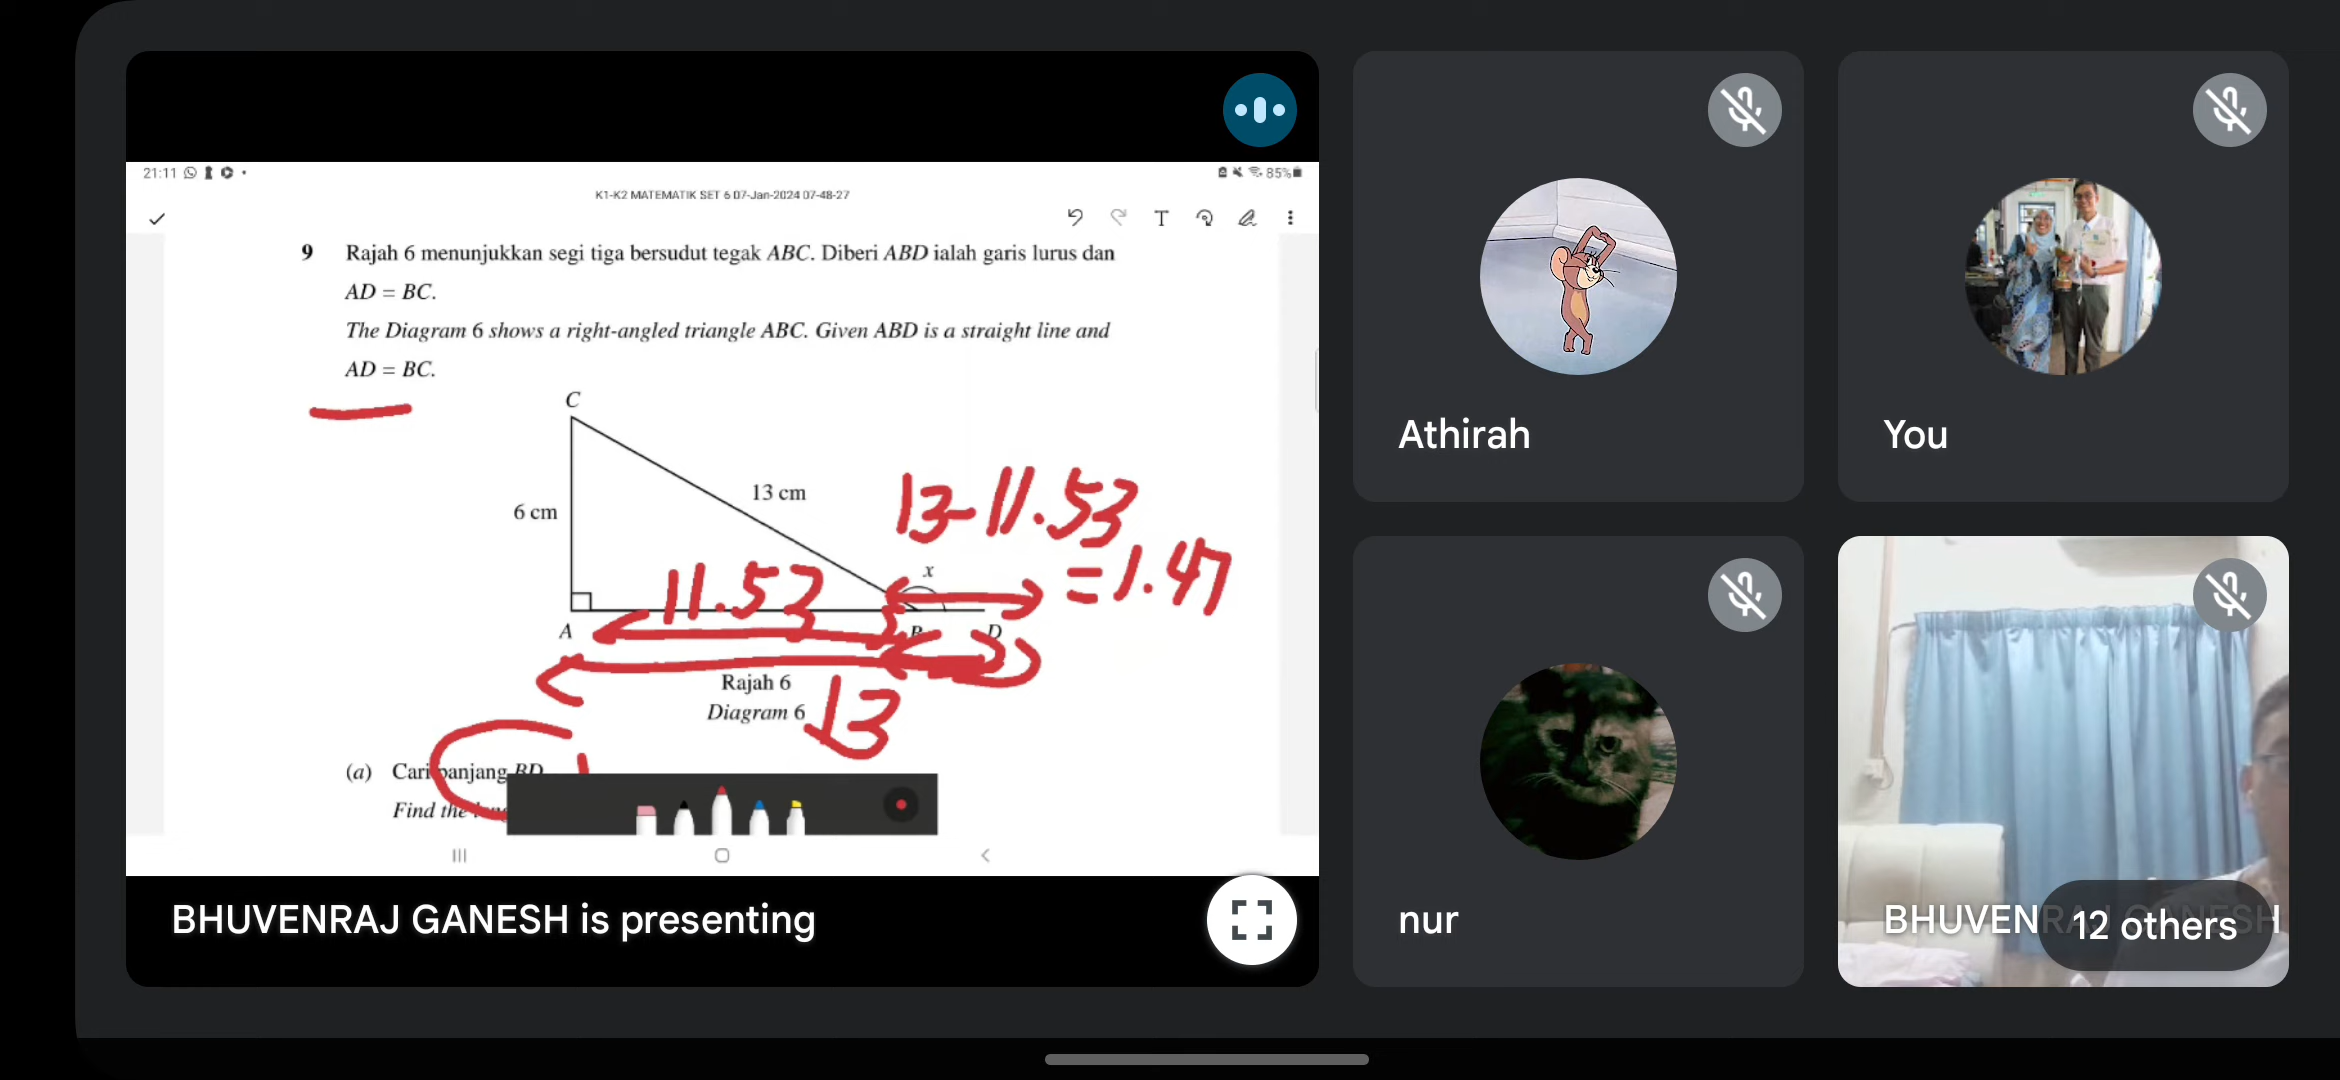 21:11
85%
K1-K2 MATEMATIK SET 6 07-Jan-2024 07-48-27
T
9 Rajah 6 menunjukkan segi tiga bersudut tegak ABC. Diberi ABD ialah garis lurus dan
AD = BC.
The Diagram 6 shows a right-angled triangle ABC. Given ABD is a straight line and
AD = BC.
C
13 cm
6 cm
13-11.53
= 1.47
x
11.53
A
B
D
Rajah 6
Diagram 6
13
(a) Cari panjang BD
Find the
BHUVENRAJ GANESH is presenting
Athirah
You
nur
BHUVENRAJ GANESH
12 others